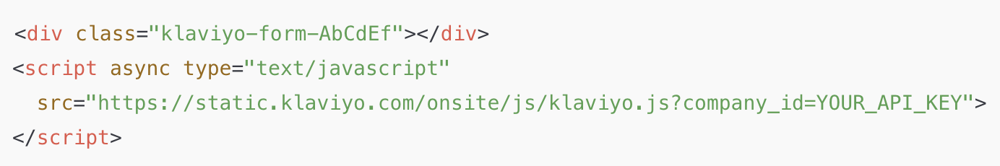 <div class="klaviyo-form-AbCdEf"></div>
<script async type="text/javascript"
  src="https://static.klaviyo.com/onsite/js/klaviyo.js?company_id=YOUR_API_KEY">
</script>